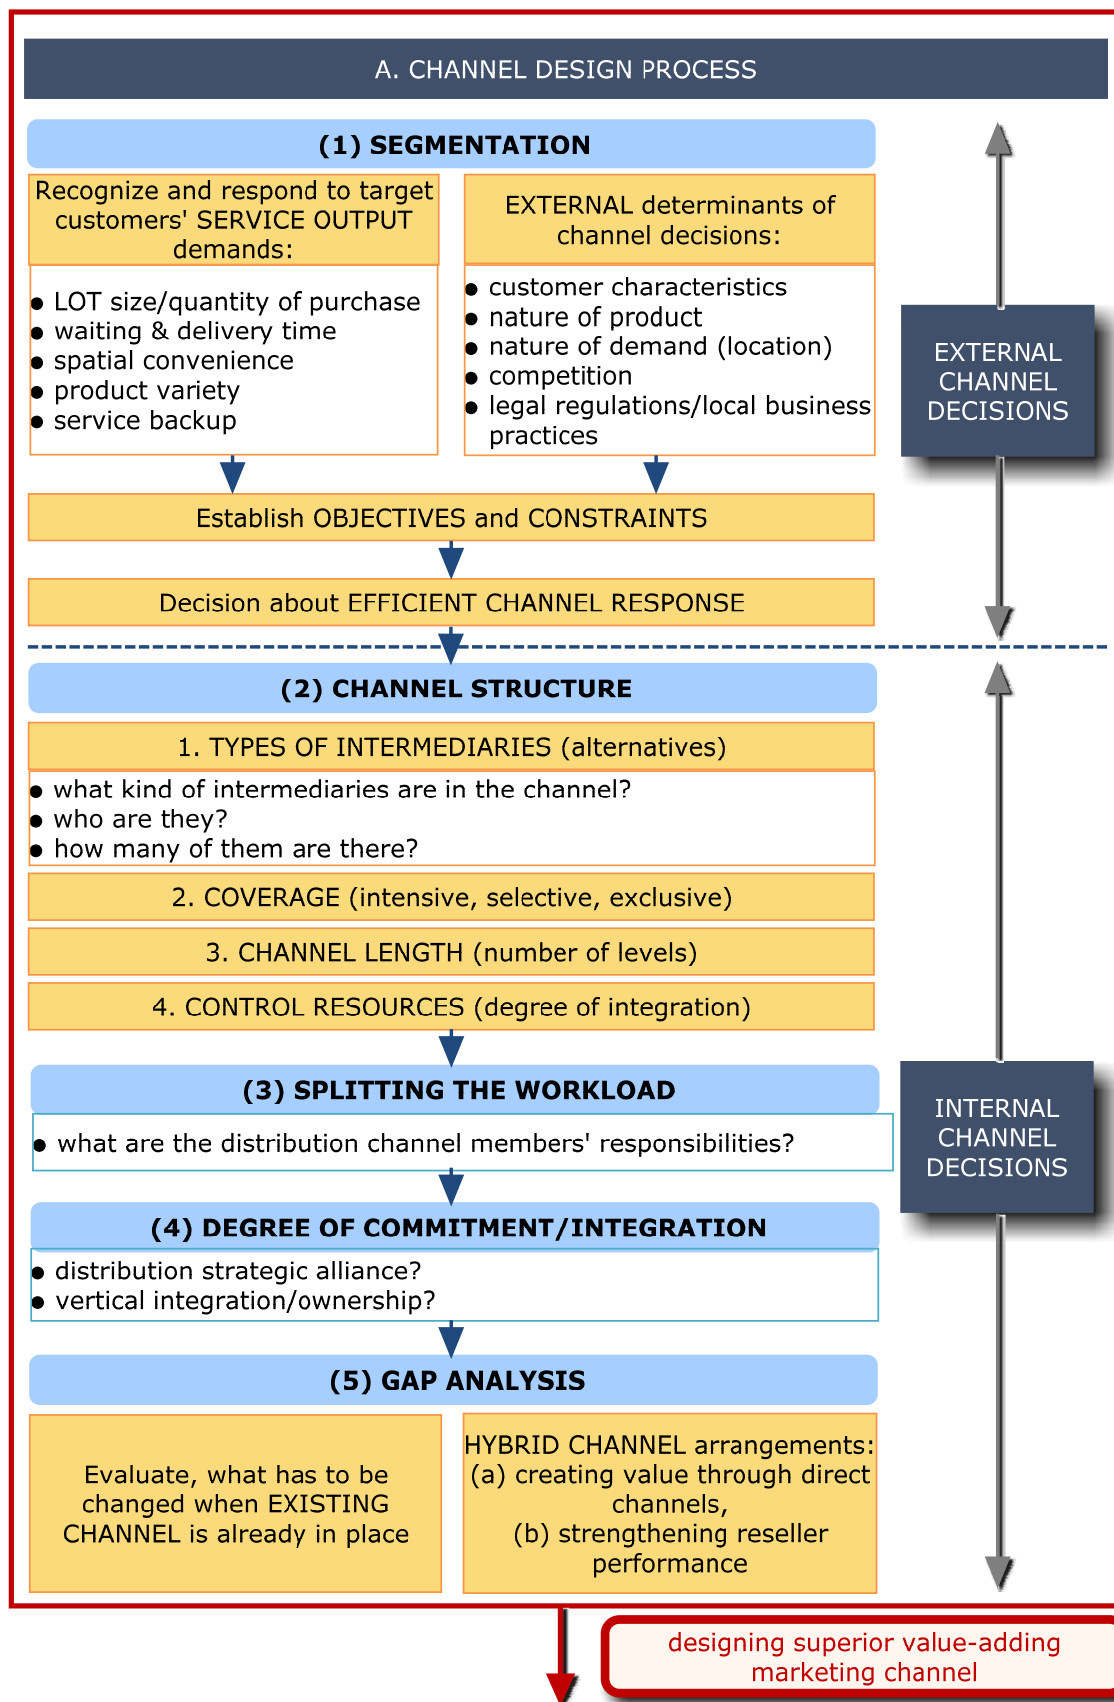 A. CHANNEL DESIGN PROCESS
(1) SEGMENTATION
Recognize and respond to target
customers' SERVICE OUTPUT
demands:
● LOT size/quantity of purchase
● waiting & delivery time
● spatial convenience
● product variety
● service backup
EXTERNAL determinants of
channel decisions:
● customer characteristics
● nature of product
● nature of demand (location)
● competition
● legal regulations/local business
practices
EXTERNAL
CHANNEL
DECISIONS
Establish OBJECTIVES and CONSTRAINTS
Decision about EFFICIENT CHANNEL RESPONSE
(2) CHANNEL STRUCTURE
1. TYPES OF INTERMEDIARIES (alternatives)
● what kind of intermediaries are in the channel?
● who are they?
● how many of them are there?
2. COVERAGE (intensive, selective, exclusive)
3. CHANNEL LENGTH (number of levels)
4. CONTROL RESOURCES (degree of integration)
(3) SPLITTING THE WORKLOAD
● what are the distribution channel members' responsibilities?
INTERNAL
CHANNEL
DECISIONS
(4) DEGREE OF COMMITMENT/INTEGRATION
● distribution strategic alliance?
● vertical integration/ownership?
(5) GAP ANALYSIS
Evaluate, what has to be
changed when EXISTING
CHANNEL is already in place
HYBRID CHANNEL arrangements:
(a) creating value through direct
channels,
(b) strengthening reseller
performance
designing superior value-adding
marketing channel